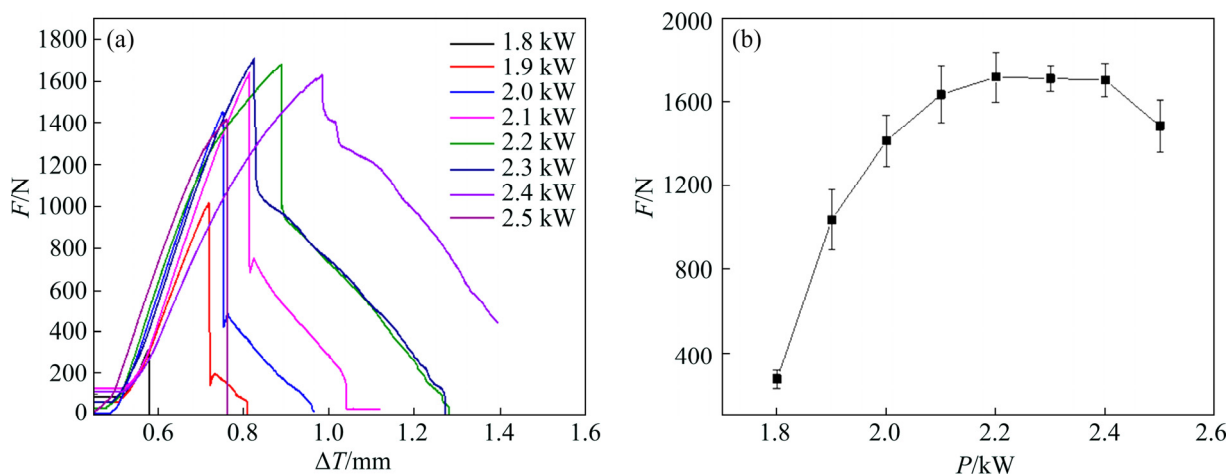 (a)
1.8 kW
1.9 kW
2.0 kW
2.1 kW
2.2 kW
2.3 kW
2.4 kW
2.5 kW
1800
1600
1400
1200
1000
800
600
400
200
0
F/N
0.6 0.8 1.0 1.2 1.4 1.6
ΔT/mm
(b)
2000
1600
1200
800
400
F/N
1.8 2.0 2.2 2.4 2.6
P/kW